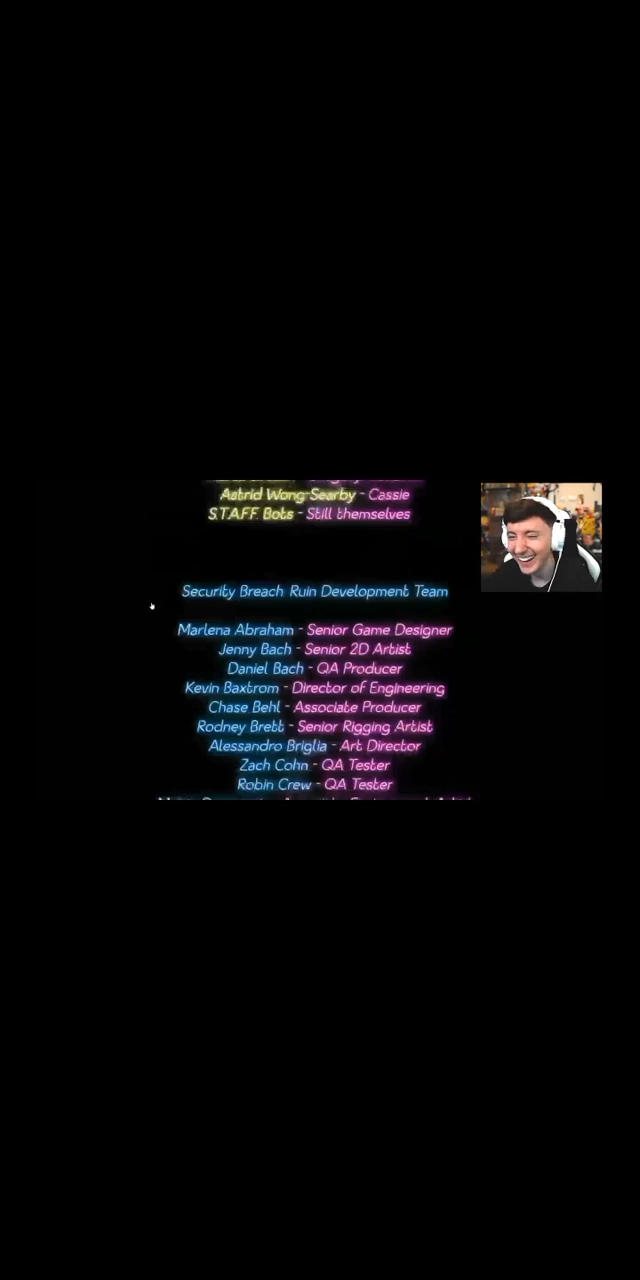 Astrid Wong-Searby - Cassie
S.T.A.F.F. Bots - Still themselves
Security Breach Ruin Development Team
Marlena Abraham - Senior Game Designer
Jenny Bach - Senior 2D Artist
Daniel Bach - QA Producer
Kevin Baxtrom - Director of Engineering
Chase Behl - Associate Producer
Rodney Brett - Senior Rigging Artist
Alessandro Briglia - Art Director
Zach Cohn - QA Tester
Robin Crew - QA Tester